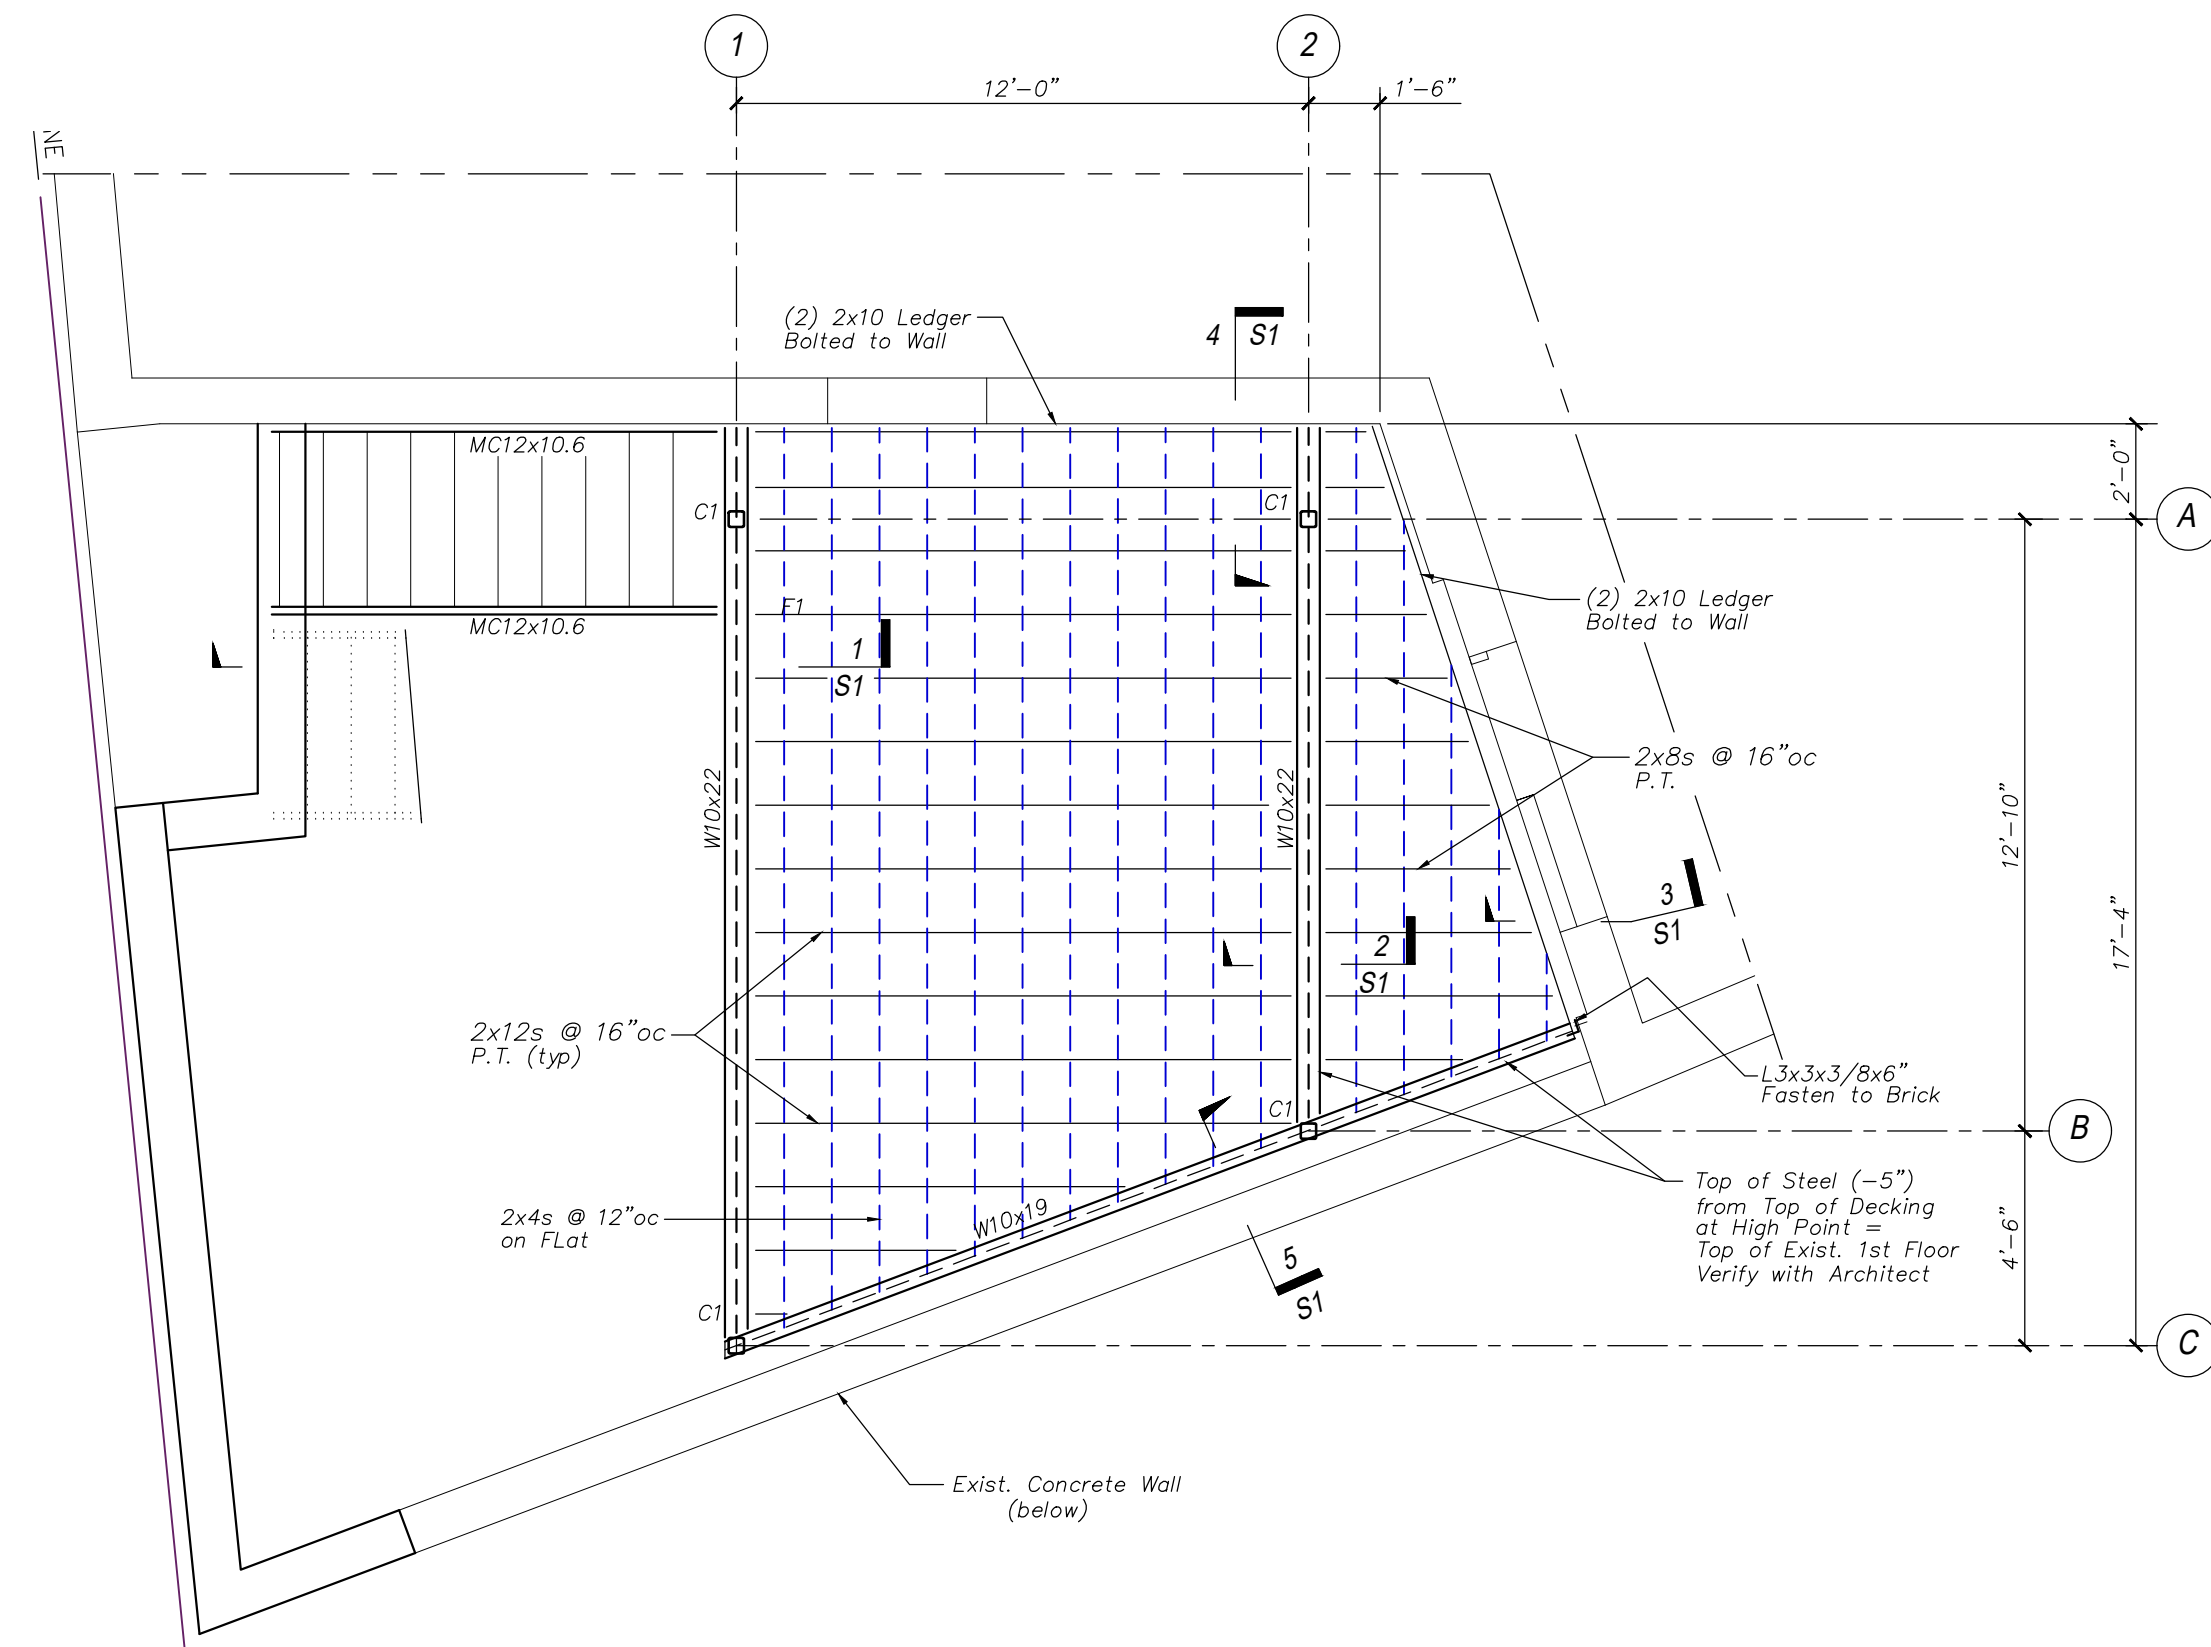 1
2
12'-0"
1'-6"
NE
(2) 2x10 Ledger
Bolted to Wall
4
S1
MC12x10.6
2'-0"
C1
C1
A
(2) 2x10 Ledger
Bolted to Wall
F1
MC12x10.6
1
S1
2x8s @ 16"oc
P.T.
W10x22
W10x22
12'-10"
3
S1
17'-4"
2
S1
2x12s @ 16"oc
P.T. (typ)
L3x3x3/8x6"
Fasten to Brick
C1
B
Top of Steel (-5")
from Top of Decking
at High Point =
Top of Exist. 1st Floor
Verify with Architect
2x4s @ 12"oc
on FLat
W10x19
4'-6"
5
S1
C1
C
Exist. Concrete Wall
(below)